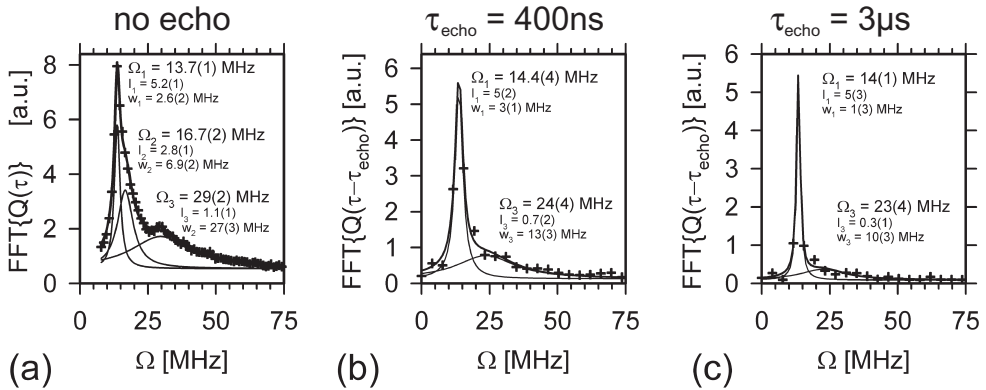 no echo
FFT{Q(τ)} [a.u.]
8
6
4
2
0
Ω1 = 13.7(1) MHz
I1 = 5.2(1)
w1 = 2.6(2) MHz
Ω2 = 16.7(2) MHz
I2 = 2.8(1)
w2 = 6.9(2) MHz
Ω3 = 29(2) MHz
I3 = 1.1(1)
w2 = 27(3) MHz
0 25 50 75
Ω [MHz]
(a)
τecho = 400ns
FFT{Q(τ−τecho)} [a.u.]
6
5
4
3
2
1
0
Ω1 = 14.4(4) MHz
I1 = 5(2)
w1 = 3(1) MHz
Ω3 = 24(4) MHz
I3 = 0.7(2)
w3 = 13(3) MHz
0 25 50 75
Ω [MHz]
(b)
τecho = 3µs
FFT{Q(τ−τecho)} [a.u.]
6
5
4
3
2
1
0
Ω1 = 14(1) MHz
I1 = 5(3)
w1 = 1(3) MHz
Ω3 = 23(4) MHz
I3 = 0.3(1)
w3 = 10(3) MHz
0 25 50 75
Ω [MHz]
(c)